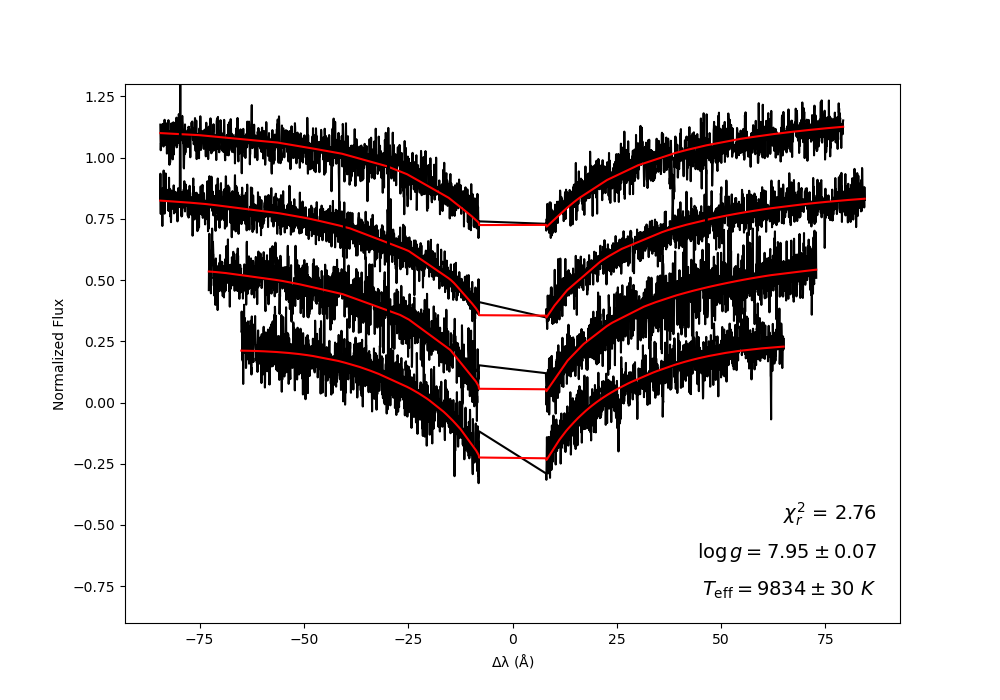 1.25
1.00
0.75
0.50
0.25
0.00
−0.25
−0.50
−0.75
Normalized Flux
χ²ᵣ = 2.76
log g = 7.95 ± 0.07
T_eff = 9834 ± 30 K
−75 −50 −25 0 25 50 75
Δλ (Å)